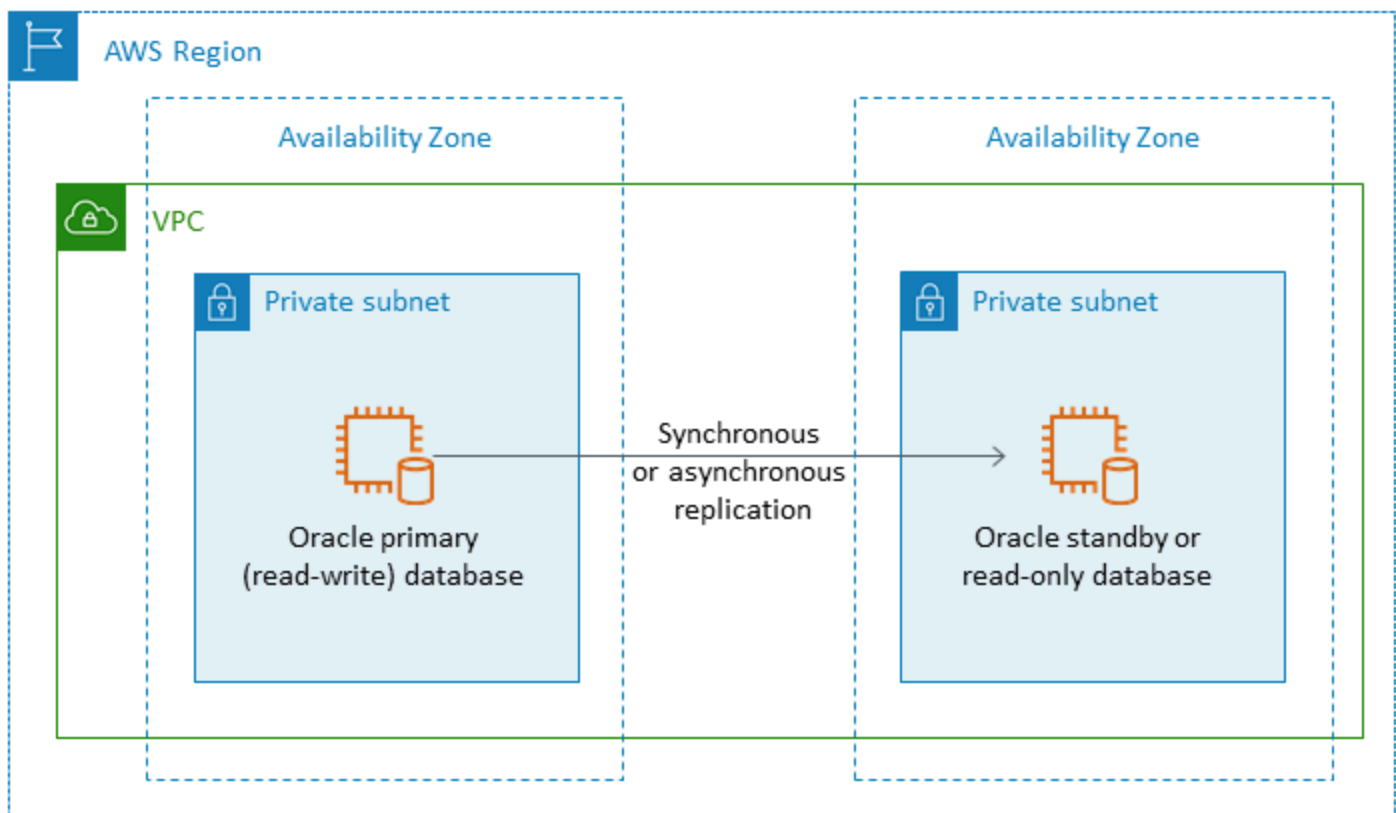 AWS Region
Availability Zone
Availability Zone
VPC
Private subnet
Private subnet
Synchronous
or asynchronous
replication
Oracle primary
(read-write) database
Oracle standby or
read-only database